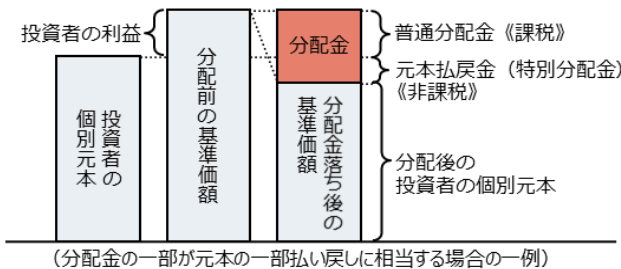 投資者の利益
投資者の
個別元本
分配前の基準価額
分配金
分配金落ち後の
基準価額
普通分配金《課税》
元本払戻金（特別分配金）
《非課税》
分配後の
投資者の個別元本
（分配金の一部が元本の一部払い戻しに相当する場合の一例）